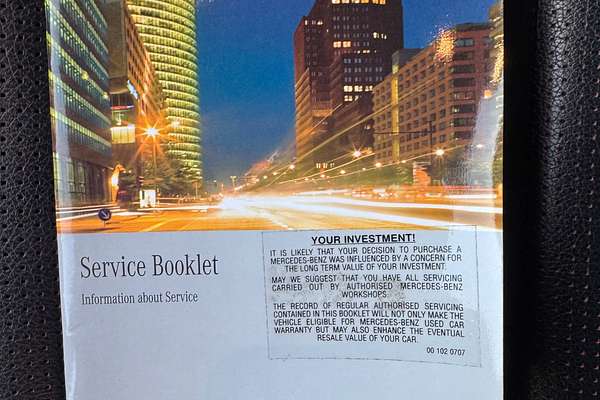 Service Booklet
Information about Service
YOUR INVESTMENT!
IT IS LIKELY THAT YOUR DECISION TO PURCHASE A
MERCEDES-BENZ WAS INFLUENCED BY A CONCERN FOR
THE LONG TERM VALUE OF YOUR INVESTMENT.
MAY WE SUGGEST THAT YOU HAVE ALL SERVICING
CARRIED OUT BY AUTHORISED MERCEDES-BENZ
WORKSHOPS.
THE RECORD OF REGULAR AUTHORISED SERVICING
CONTAINED IN THIS BOOKLET WILL NOT ONLY MAKE THE
VEHICLE ELIGIBLE FOR MERCEDES-BENZ USED CAR
WARRANTY BUT MAY ALSO ENHANCE THE EVENTUAL
RESALE VALUE OF YOUR CAR.
00 102 0707